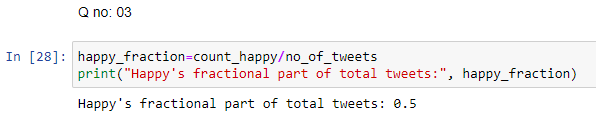 Q no: 03
In [28]: happy_fraction=count_happy/no_of_tweets
print("Happy's fractional part of total tweets:", happy_fraction)
Happy's fractional part of total tweets: 0.5